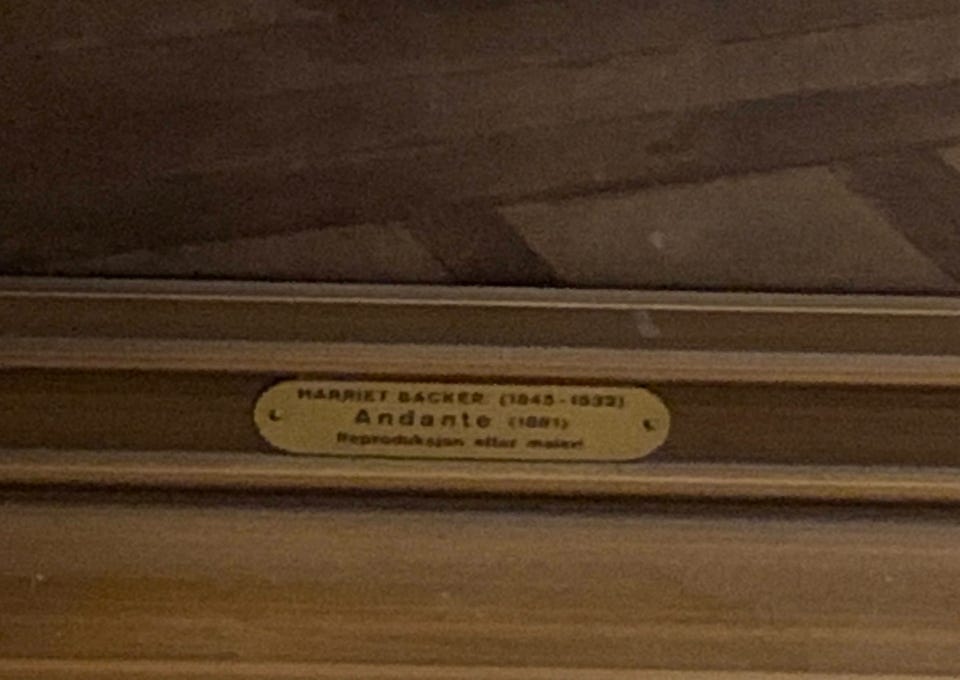 HARRIET BACKER (1845-1932)
Andante (1881)
Reproduksjon etter maleri